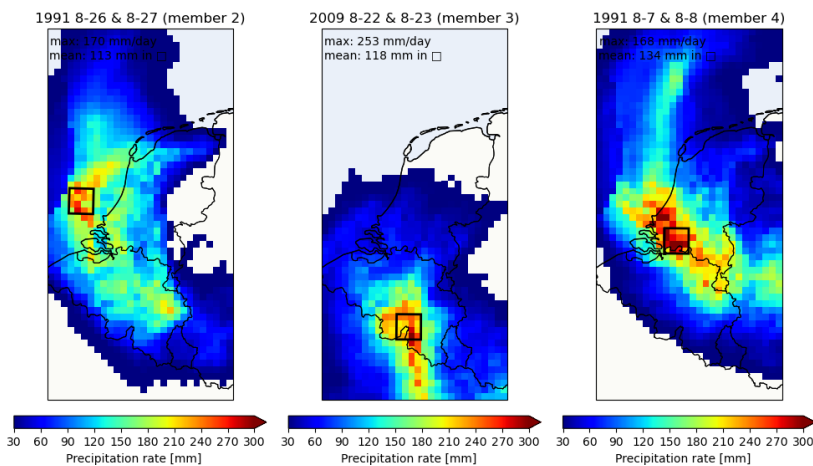 1991 8-26 & 8-27 (member 2)
max: 170 mm/day
mean: 113 mm in □
30 60 90 120 150 180 210 240 270 300
Precipitation rate [mm]
2009 8-22 & 8-23 (member 3)
max: 253 mm/day
mean: 118 mm in □
30 60 90 120 150 180 210 240 270 300
Precipitation rate [mm]
1991 8-7 & 8-8 (member 4)
max: 168 mm/day
mean: 134 mm in □
30 60 90 120 150 180 210 240 270 300
Precipitation rate [mm]